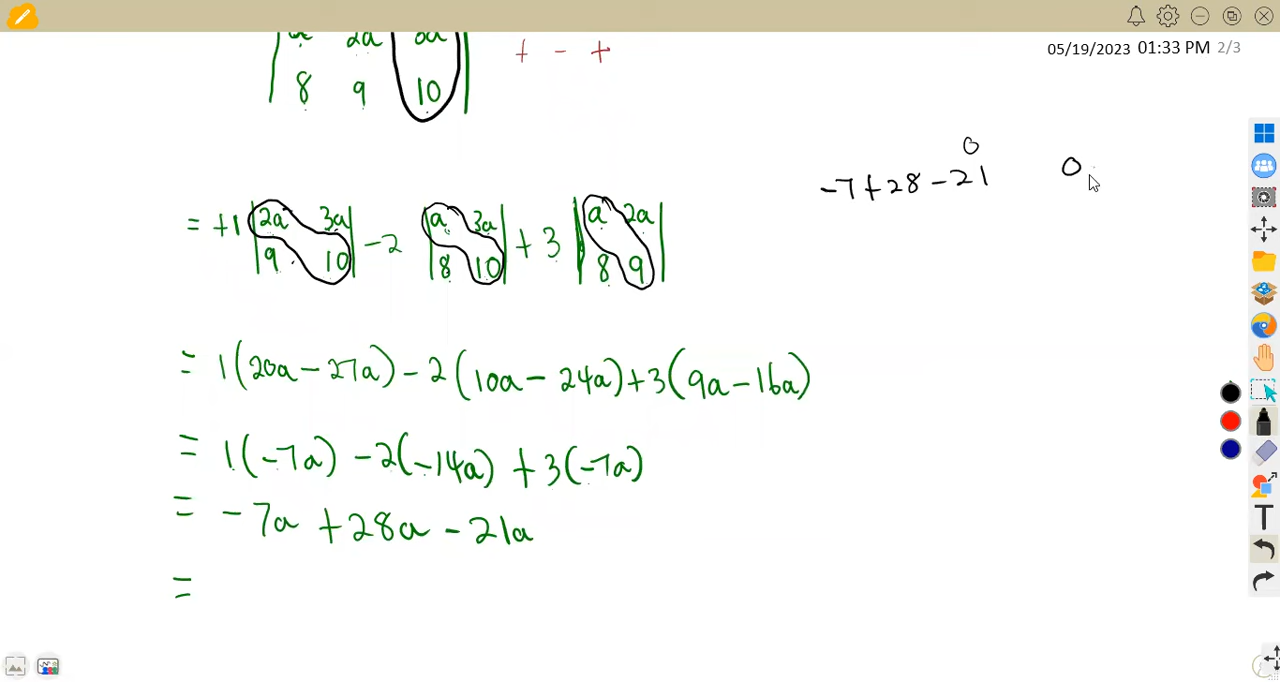 05/19/2023 01:33 PM 2/3
a 2a 3a
8 9 10
+ - +
0
-7+28-21
0
= +1 |2a 3a| -2 |a 3a| +3 |a 2a|
|9 10| |8 10| |8 9|
= 1(20a-27a)-2(10a-24a)+3(9a-16a)
= 1(-7a) -2(-14a) +3(-7a)
= -7a +28a -21a
=
T